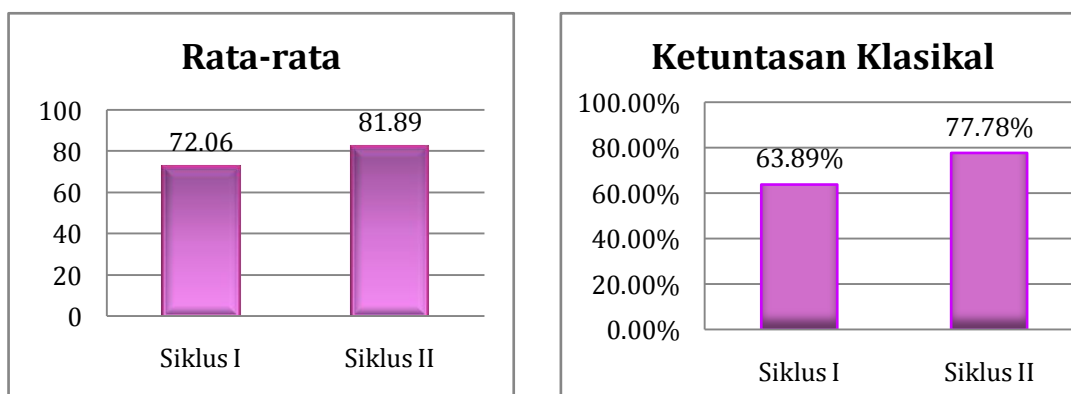 Rata-rata
100
80
60
40
20
0
72.06
81.89
Siklus I
Siklus II
Ketuntasan Klasikal
100.00%
80.00%
60.00%
40.00%
20.00%
0.00%
63.89%
77.78%
Siklus I
Siklus II